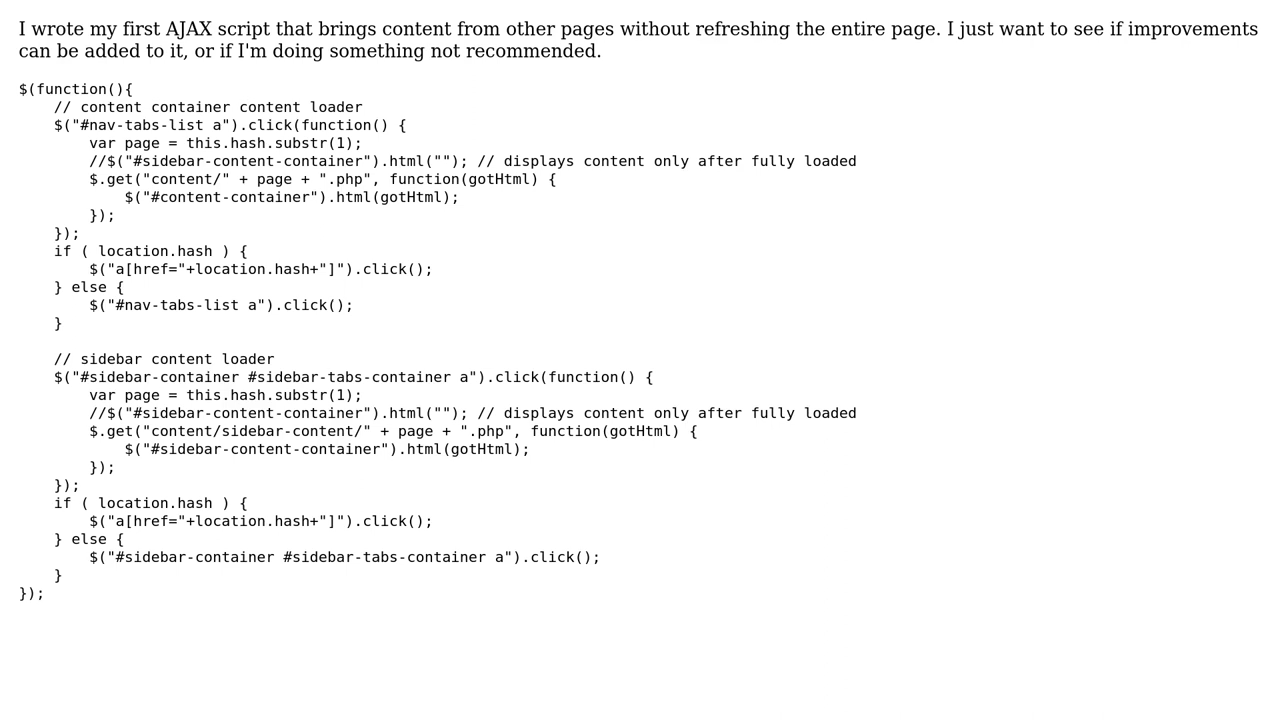 I wrote my first AJAX script that brings content from other pages without refreshing the entire page. I just want to see if improvements
can be added to it, or if I'm doing something not recommended.
$(function(){
    // content container content loader
    $("#nav-tabs-list a").click(function() {
        var page = this.hash.substr(1);
        //$("#sidebar-content-container").html(""); // displays content only after fully loaded
        $.get("content/" + page + ".php", function(gotHtml) {
            $("#content-container").html(gotHtml);
        });
    });
    if ( location.hash ) {
        $("a[href="+location.hash+"]").click();
    } else {
        $("#nav-tabs-list a").click();
    }

    // sidebar content loader
    $("#sidebar-container #sidebar-tabs-container a").click(function() {
        var page = this.hash.substr(1);
        //$("#sidebar-content-container").html(""); // displays content only after fully loaded
        $.get("content/sidebar-content/" + page + ".php", function(gotHtml) {
            $("#sidebar-content-container").html(gotHtml);
        });
    });
    if ( location.hash ) {
        $("a[href="+location.hash+"]").click();
    } else {
        $("#sidebar-container #sidebar-tabs-container a").click();
    }
});